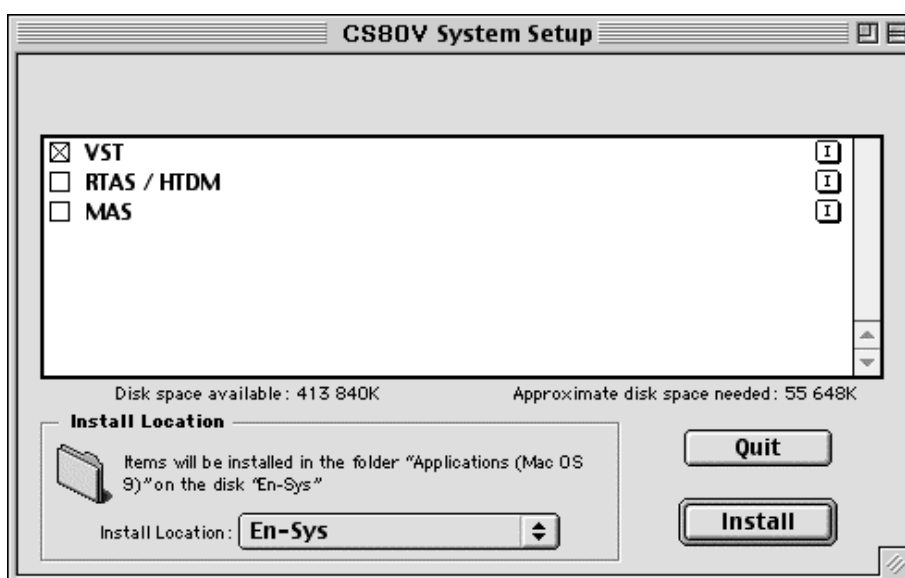 CS80V System Setup
VST
RTAS / HTDM
MAS
Disk space available: 413 840K
Approximate disk space needed: 55 648K
Install Location
Items will be installed in the folder "Applications (Mac OS
9)" on the disk "En-Sys"
Install Location: En-Sys
Quit
Install